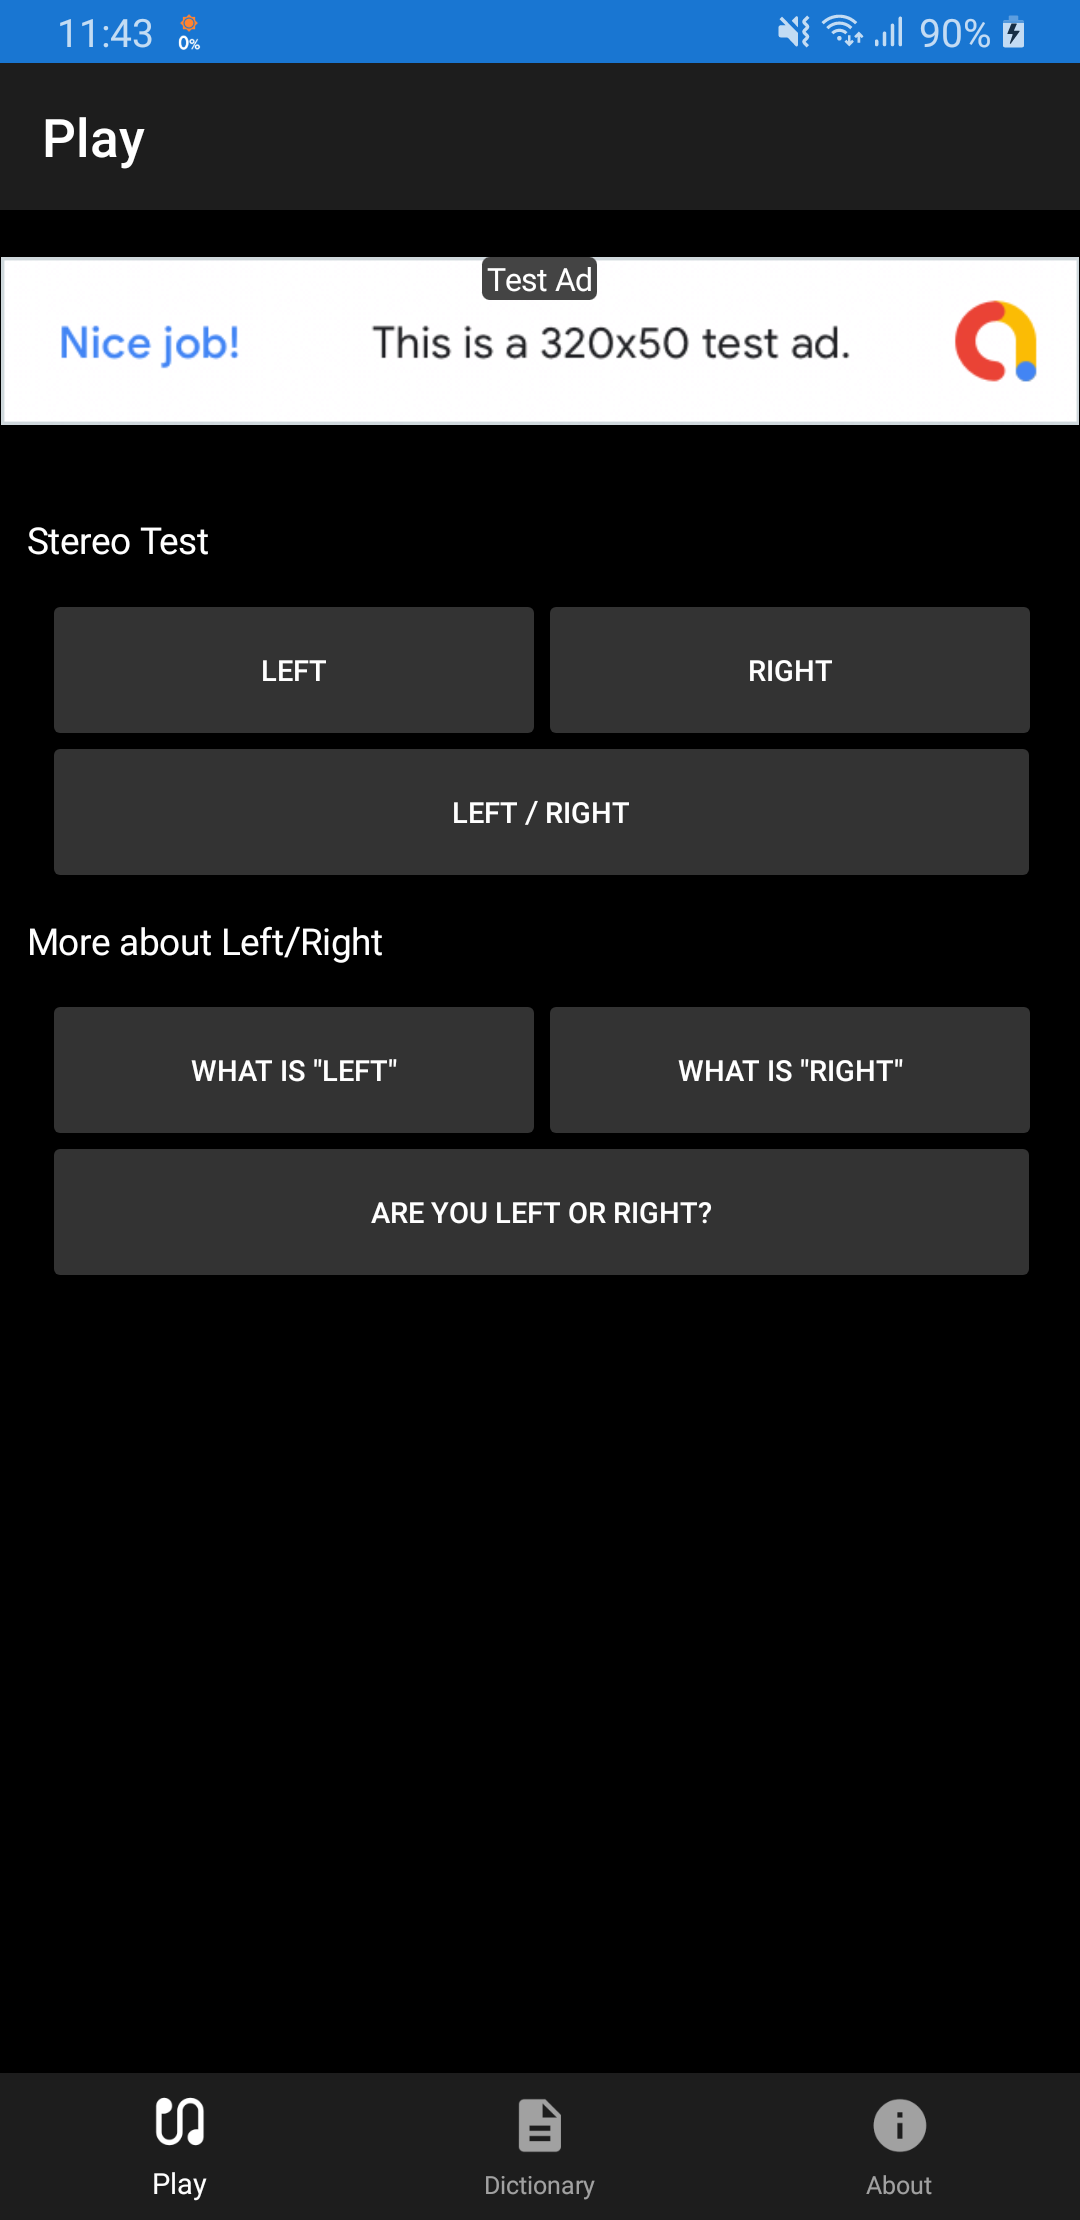 11:43 0% 90%
Play
Test Ad
Nice job! This is a 320x50 test ad.
Stereo Test
LEFT RIGHT
LEFT / RIGHT
More about Left/Right
WHAT IS "LEFT" WHAT IS "RIGHT"
ARE YOU LEFT OR RIGHT?
Play Dictionary About